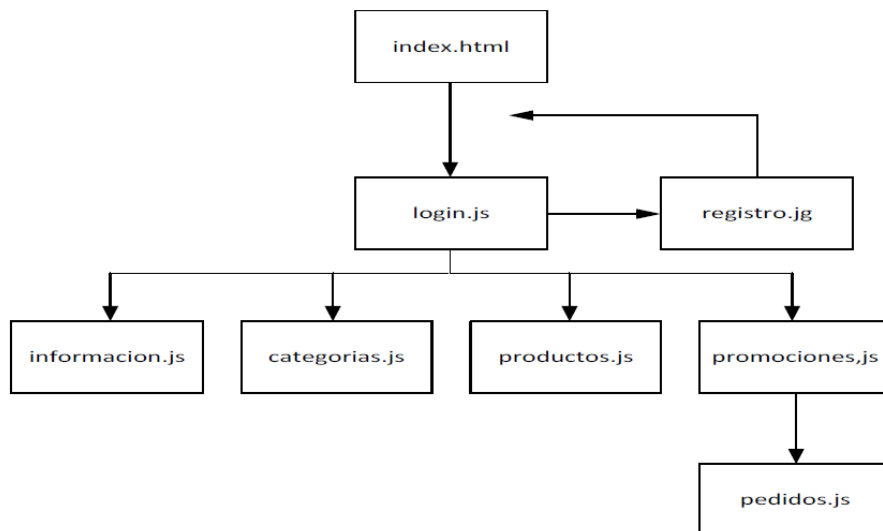 index.html
login.js
registro.jg
informacion.js
categorias.js
productos.js
promociones,js
pedidos.js